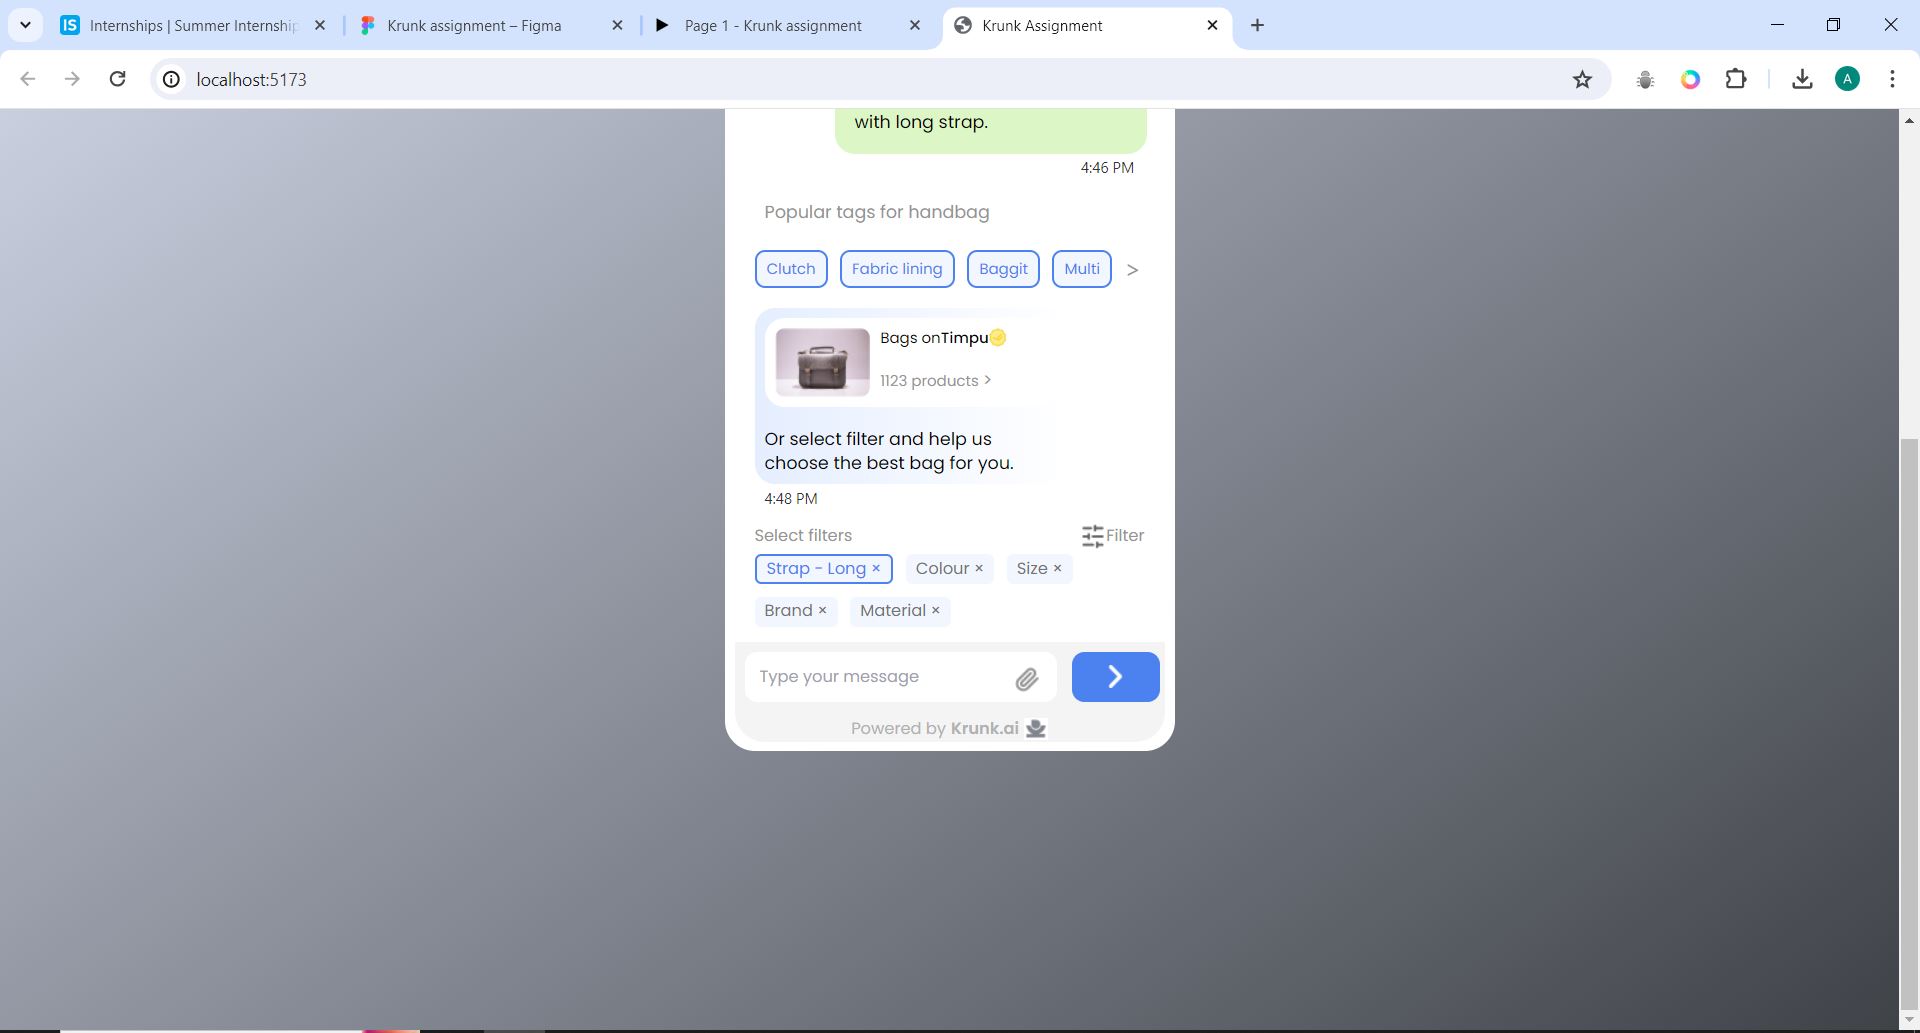 IS
Internships | Summer Internship
Krunk assignment – Figma
Page 1 - Krunk assignment
Krunk Assignment
localhost:5173
A
with long strap.
4:46 PM
Popular tags for handbag
Clutch
Fabric lining
Baggit
Multi
>
Bags onTimpu
1123 products >
Or select filter and help us
choose the best bag for you.
4:48 PM
Select filters
Filter
Strap - Long ×
Colour ×
Size ×
Brand ×
Material ×
Type your message
Powered by Krunk.ai